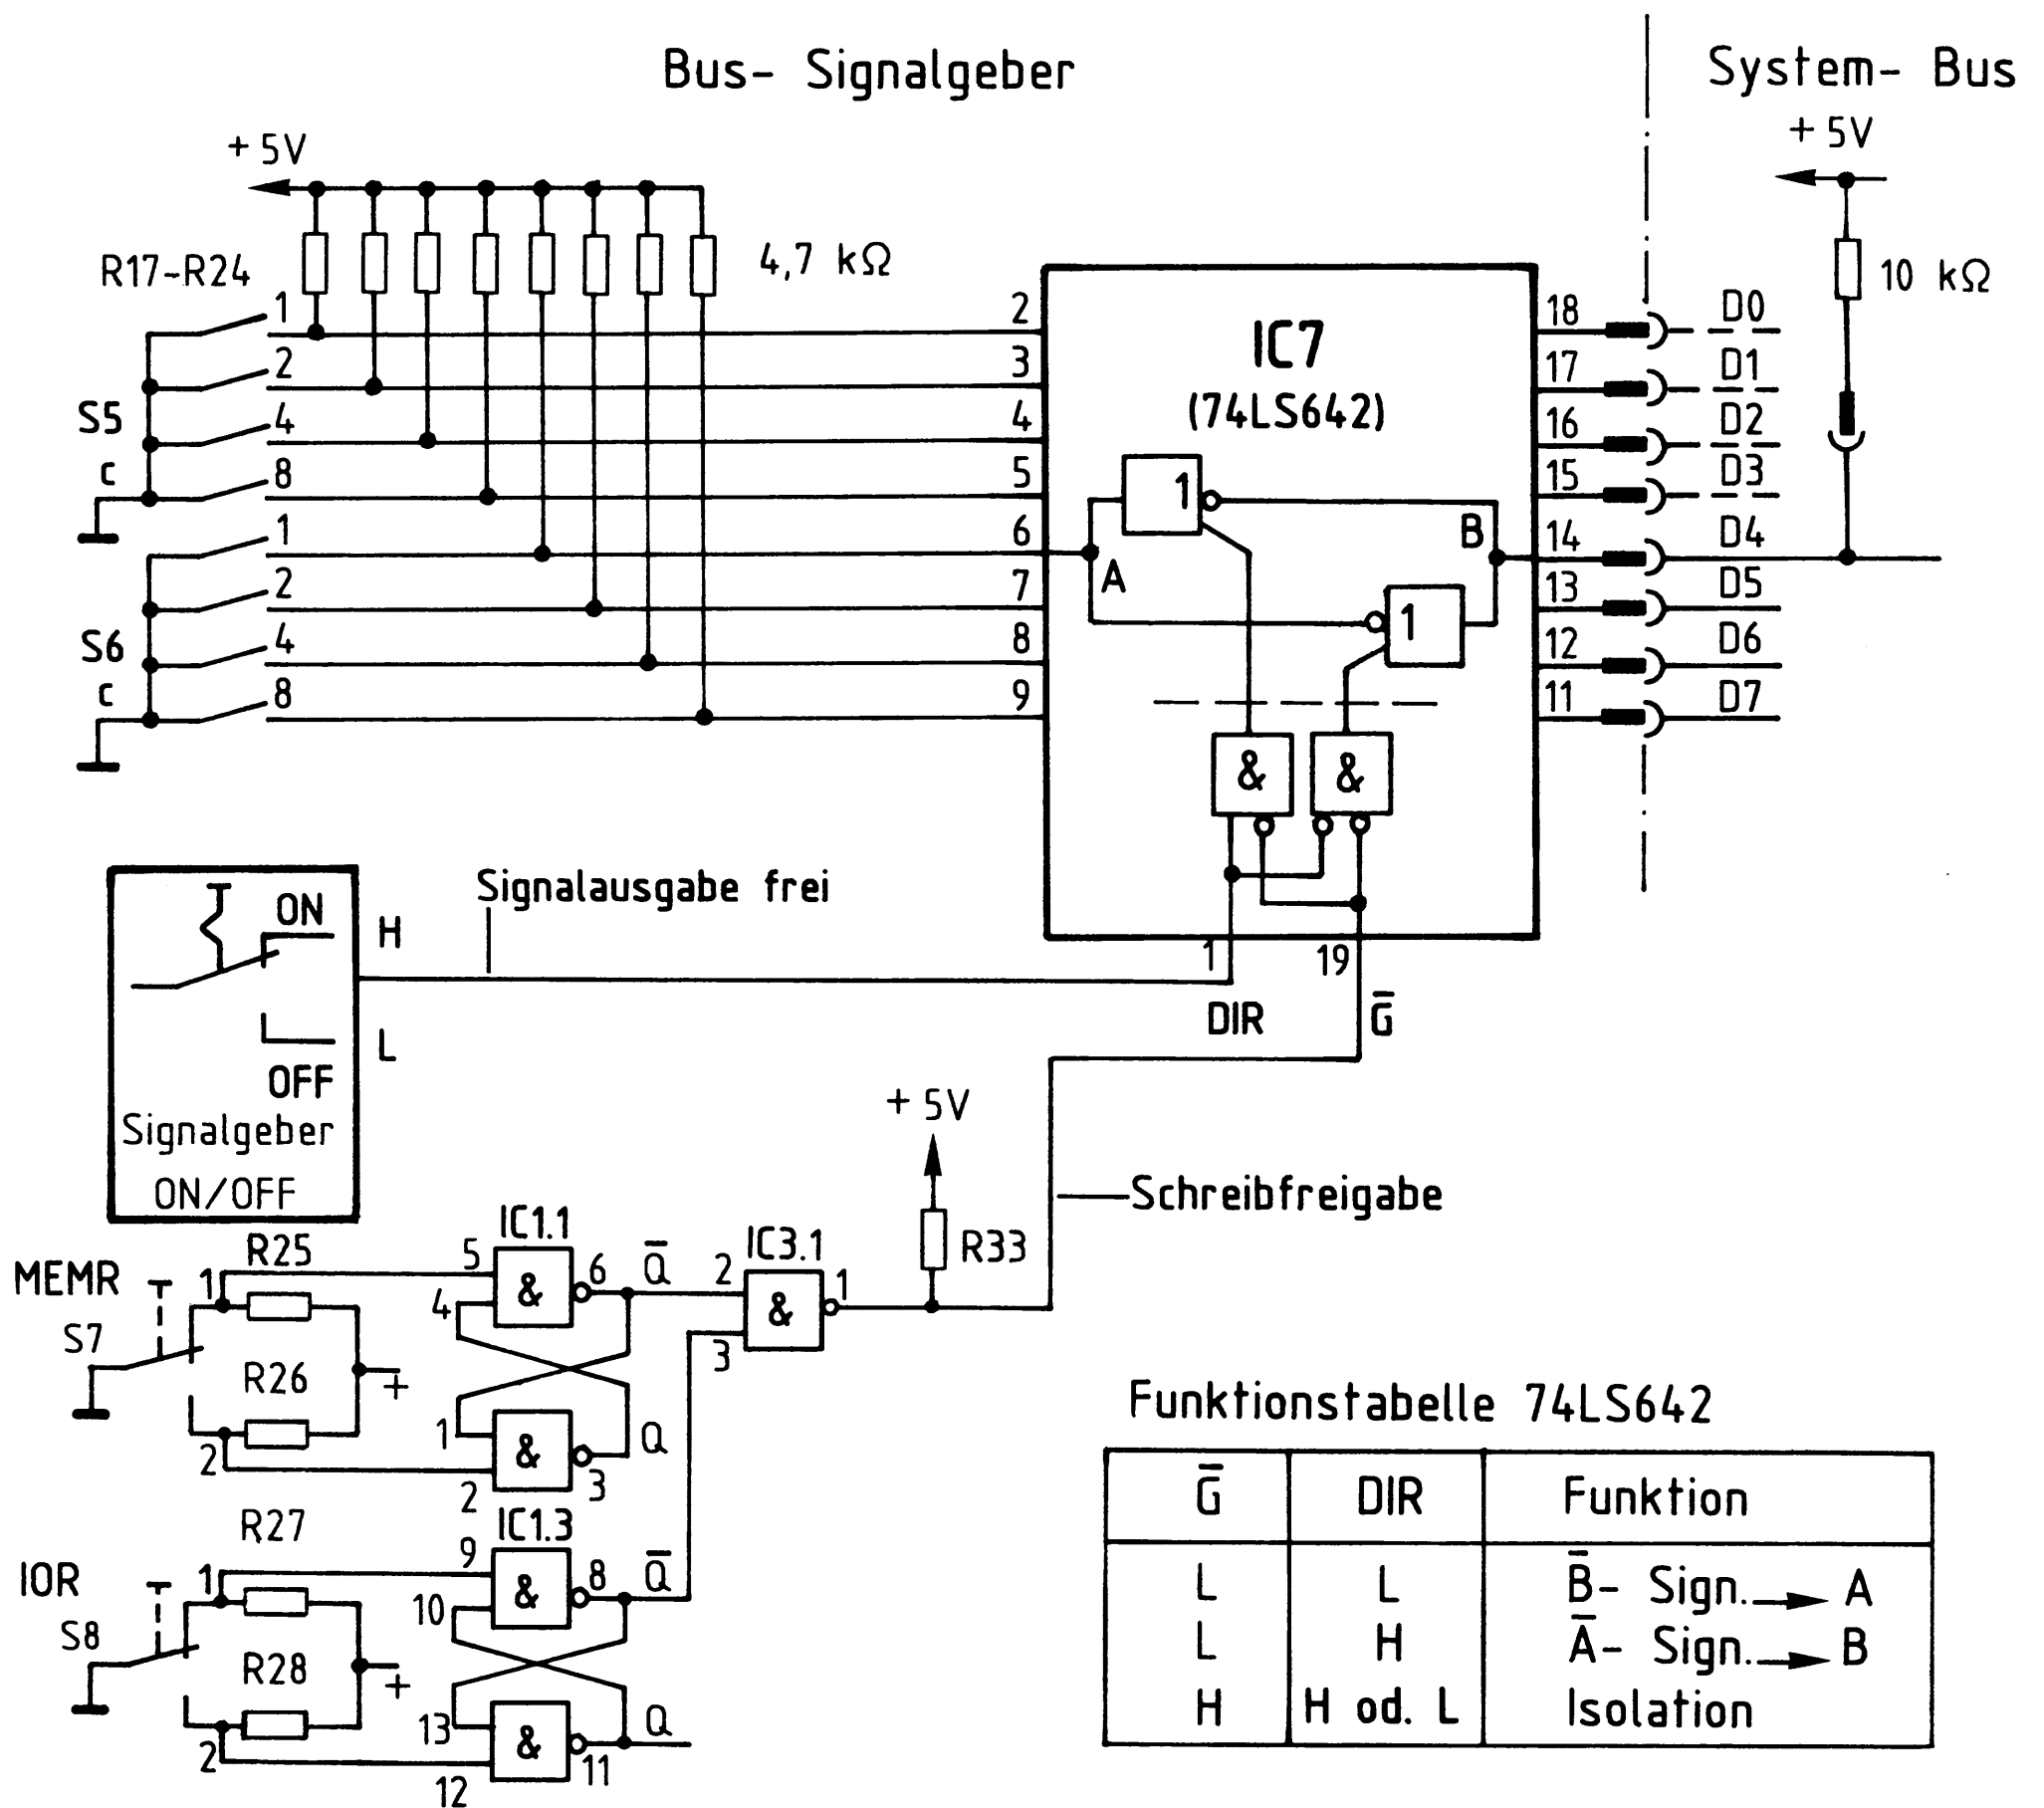 Bus- Signalgeber
System- Bus
+5V
+5V
R17-R24
4,7 kΩ
10 kΩ
1
2
4
8
S5
c
1
2
4
8
S6
c
2
3
4
5
6
7
8
9
IC7
(74LS642)
1
B
A
1
&
&
18
17
16
15
14
13
12
11
D0
D1
D2
D3
D4
D5
D6
D7
1
19
DIR
G̅
ON
H
L
OFF
Signalgeber
ON/OFF
Signalausgabe frei
+5V
R33
Schreibfreigabe
MEMR
S7
1
2
R25
R26
+
5
4
IC1.1
&
6
Q̅
1
2
&
3
Q
2
3
IC3.1
&
1
IOR
S8
1
2
R27
R28
+
9
10
IC1.3
&
8
Q̅
13
12
&
11
Q
Funktionstabelle 74LS642
G̅ DIR Funktion
L L B̅- Sign. → A
L H A̅- Sign. → B
H H od. L Isolation